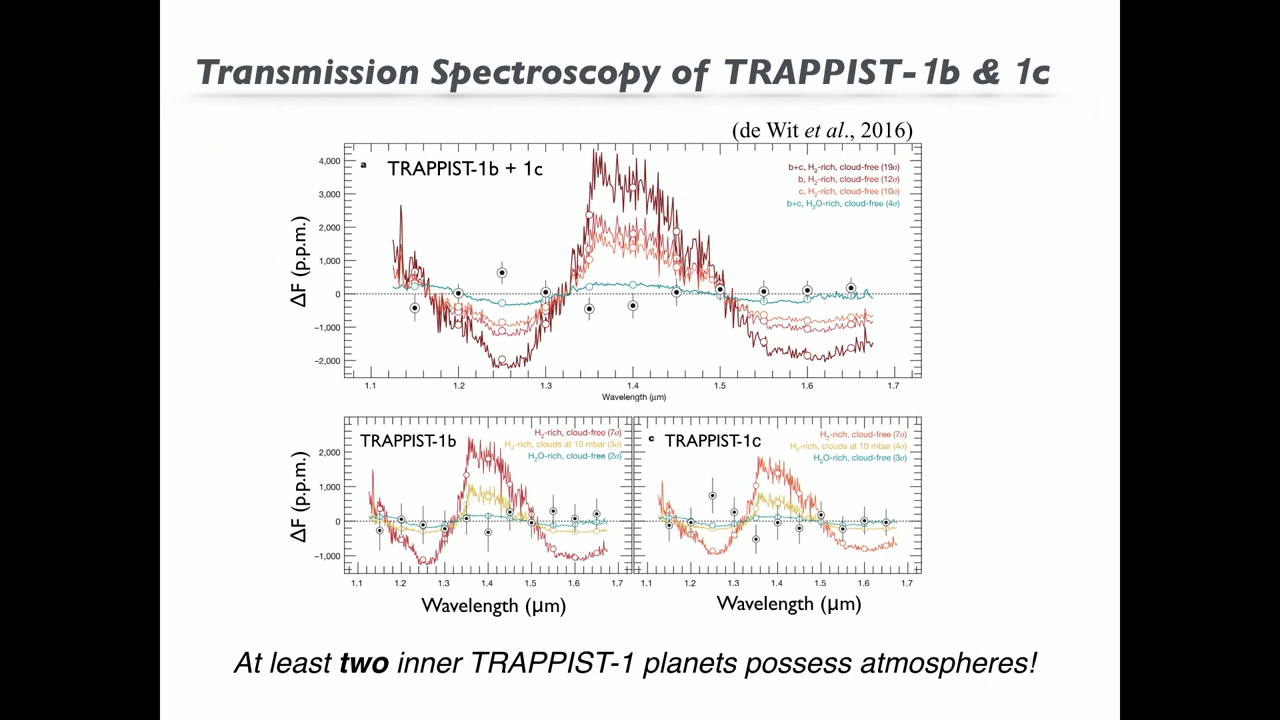 Transmission Spectroscopy of TRAPPIST-1b & 1c
(de Wit et al., 2016)
a TRAPPIST-1b + 1c
b+c, H₂-rich, cloud-free (19σ)
b, H₂-rich, cloud-free (12σ)
c, H₂-rich, cloud-free (10σ)
b+c, H₂O-rich, cloud-free (4σ)
ΔF (p.p.m.)
4,000
3,000
2,000
1,000
0
−1,000
−2,000
1.1 1.2 1.3 1.4 1.5 1.6 1.7
Wavelength (μm)
TRAPPIST-1b
H₂-rich, cloud-free (7σ)
H₂-rich, clouds at 10 mbar (3σ)
H₂O-rich, cloud-free (2σ)
ΔF (p.p.m.)
2,000
1,000
0
−1,000
1.1 1.2 1.3 1.4 1.5 1.6 1.7
Wavelength (μm)
c TRAPPIST-1c
H₂-rich, cloud-free (7σ)
H₂-rich, clouds at 10 mbar (4σ)
H₂O-rich, cloud-free (3σ)
1.1 1.2 1.3 1.4 1.5 1.6 1.7
Wavelength (μm)
At least two inner TRAPPIST-1 planets possess atmospheres!